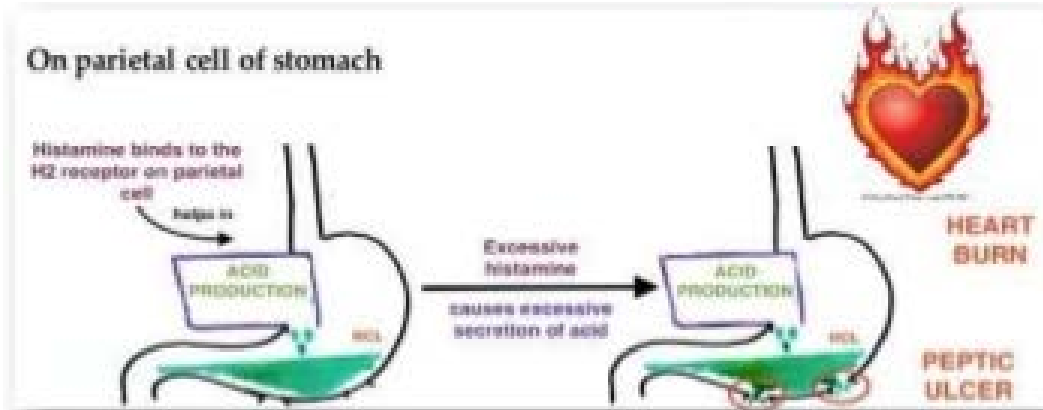 On parietal cell of stomach
Histamine binds to the
H2 receptor on parietal
cell
helps in
ACID
PRODUCTION
HCL
Excessive
histamine
causes excessive
secretion of acid
ACID
PRODUCTION
HCL
HEART
BURN
PEPTIC
ULCER